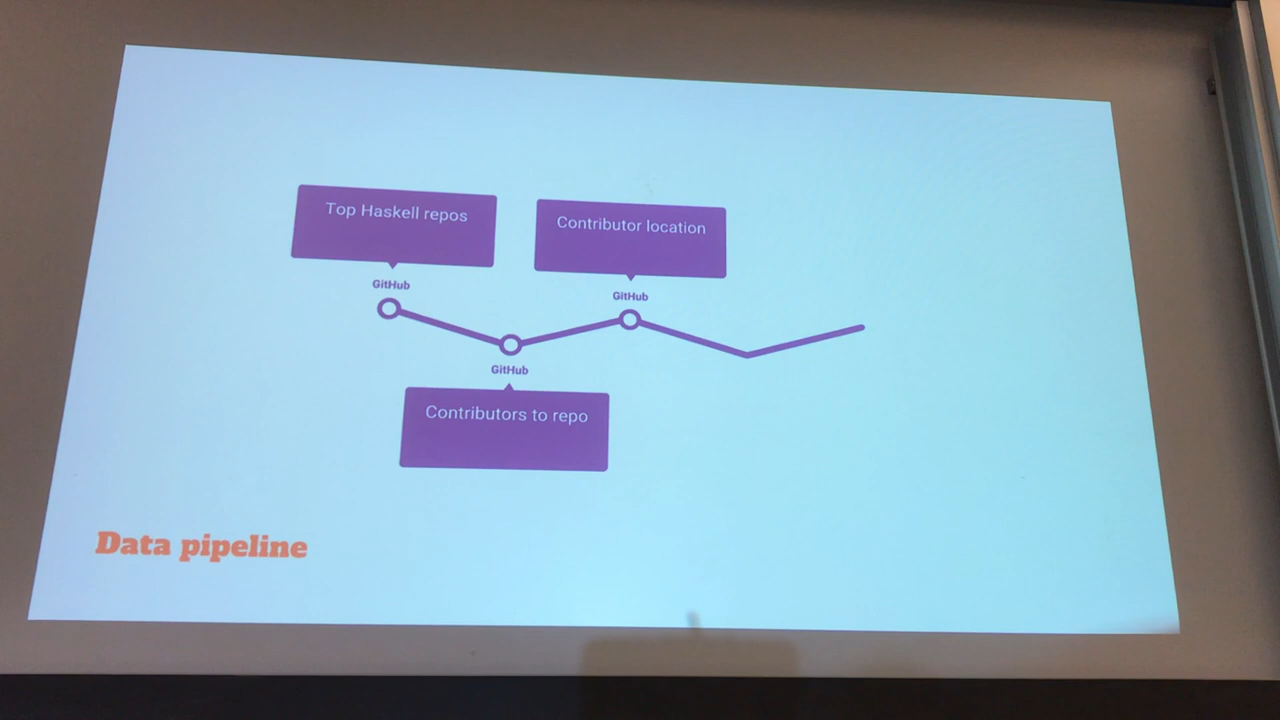 Top Haskell repos
GitHub
Contributor location
GitHub
GitHub
Contributors to repo
Data pipeline